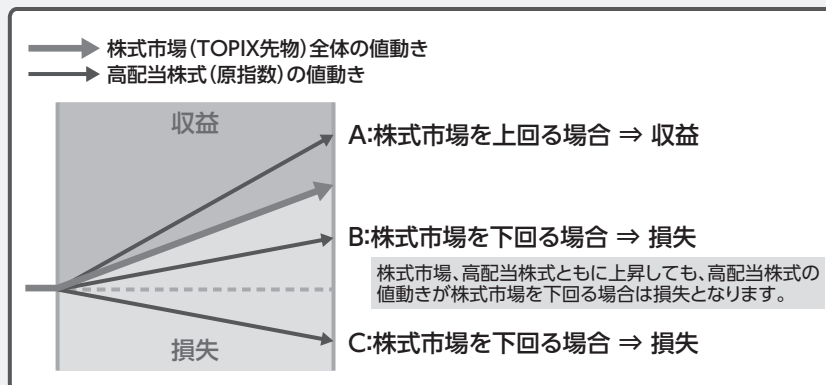 株式市場(TOPIX先物)全体の値動き
高配当株式(原指数)の値動き
収益
A:株式市場を上回る場合 ⇒ 収益
B:株式市場を下回る場合 ⇒ 損失
株式市場、高配当株式ともに上昇しても、高配当株式の
値動きが株式市場を下回る場合は損失となります。
損失
C:株式市場を下回る場合 ⇒ 損失